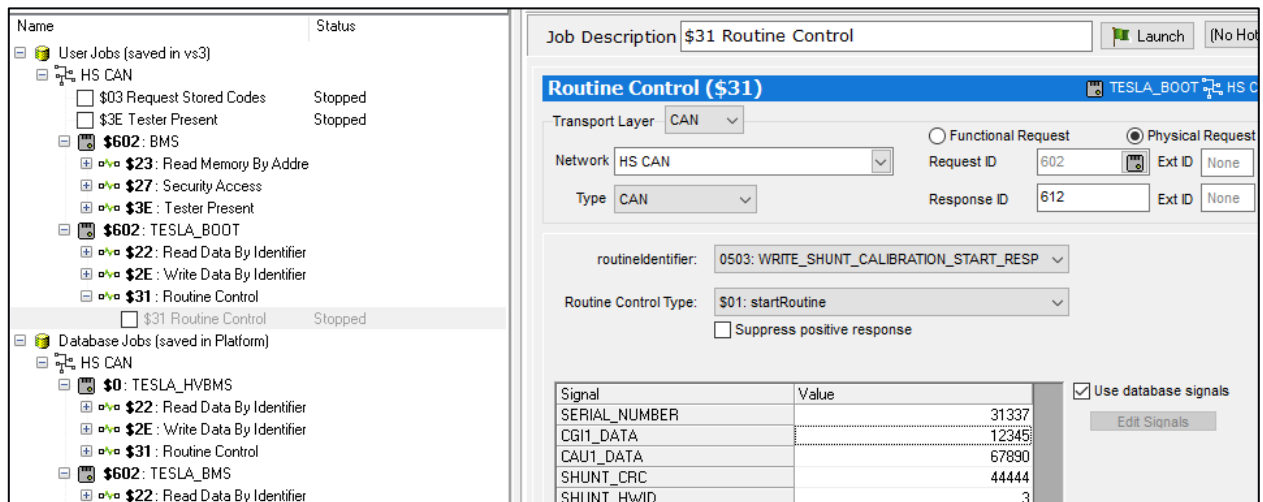 Name Status
User Jobs (saved in vs3)
HS CAN
$03 Request Stored Codes Stopped
$3E Tester Present Stopped
$602: BMS
$23: Read Memory By Addre
$27: Security Access
$3E: Tester Present
$602: TESLA_BOOT
$22: Read Data By Identifier
$2E: Write Data By Identifier
$31: Routine Control
$31 Routine Control Stopped
Database Jobs (saved in Platform)
HS CAN
$0: TESLA_HVBMS
$22: Read Data By Identifier
$2E: Write Data By Identifier
$31: Routine Control
$602: TESLA_BMS
$22: Read Data By Identifier
Job Description $31 Routine Control Launch (No Hot
Routine Control ($31) TESLA_BOOT HS C
Transport Layer CAN
Functional Request Physical Request
Network HS CAN Request ID 602 Ext ID None
Type CAN Response ID 612 Ext ID None
routineIdentifier: 0503: WRITE_SHUNT_CALIBRATION_START_RESP
Routine Control Type: $01: startRoutine
Suppress positive response
Signal Value Use database signals
SERIAL_NUMBER 31337 Edit Signals
CGI1_DATA 12345
CAU1_DATA 67890
SHUNT_CRC 44444
SHUNT_HWID 3